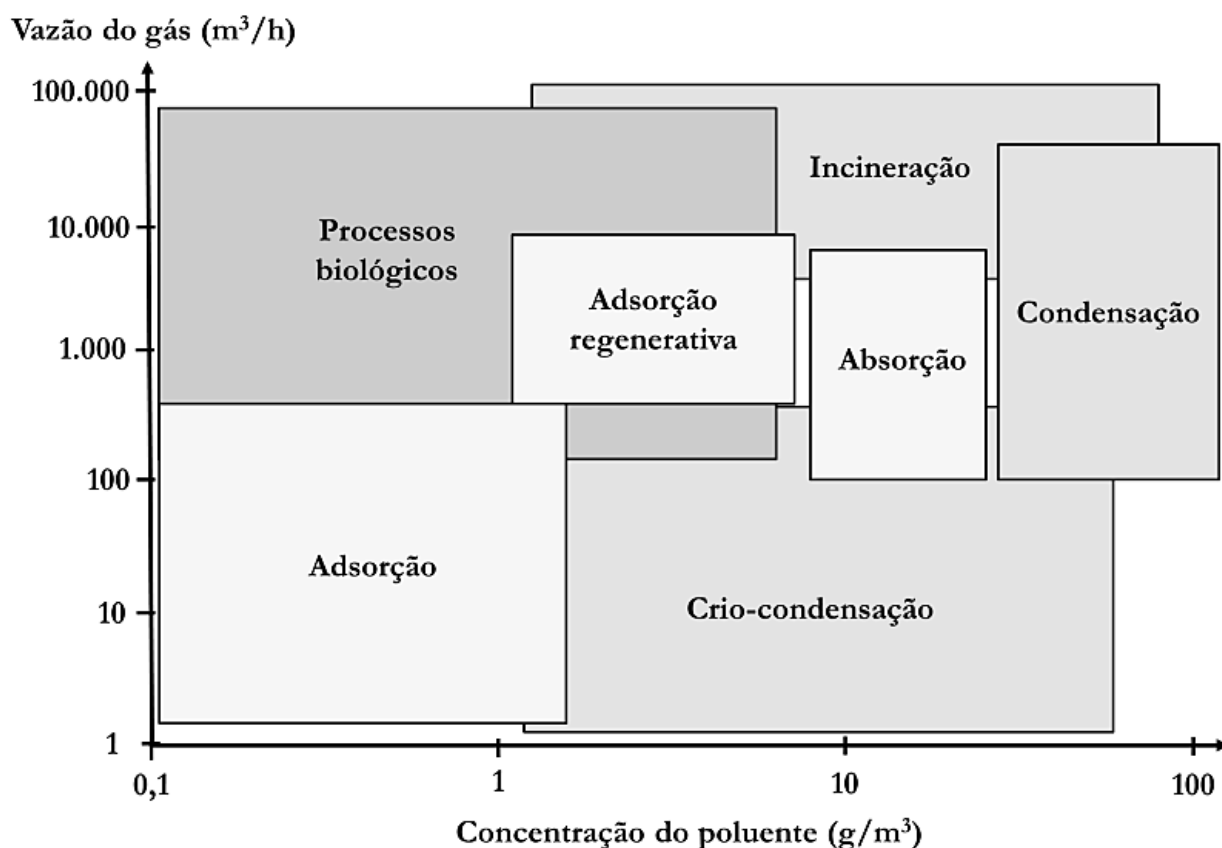 Vazão do gás (m³/h)
100.000
Incineração
10.000
Processos
biológicos
Adsorção
regenerativa
Condensação
1.000
Absorção
100
Adsorção
10
Crio-condensação
1
0,1
1
10
100
Concentração do poluente (g/m³)